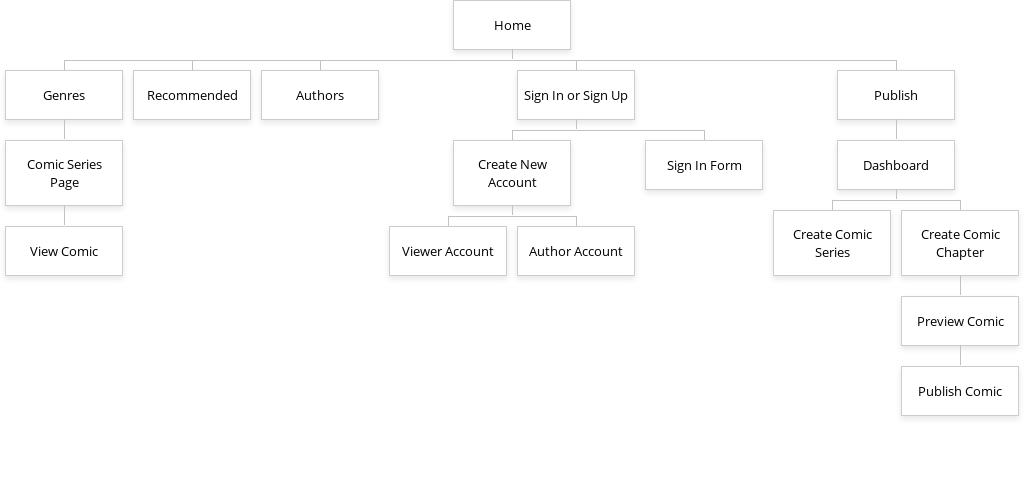 Home
Genres
Recommended
Authors
Sign In or Sign Up
Publish
Comic Series
Page
Create New
Account
Sign In Form
Dashboard
View Comic
Viewer Account
Author Account
Create Comic
Series
Create Comic
Chapter
Preview Comic
Publish Comic